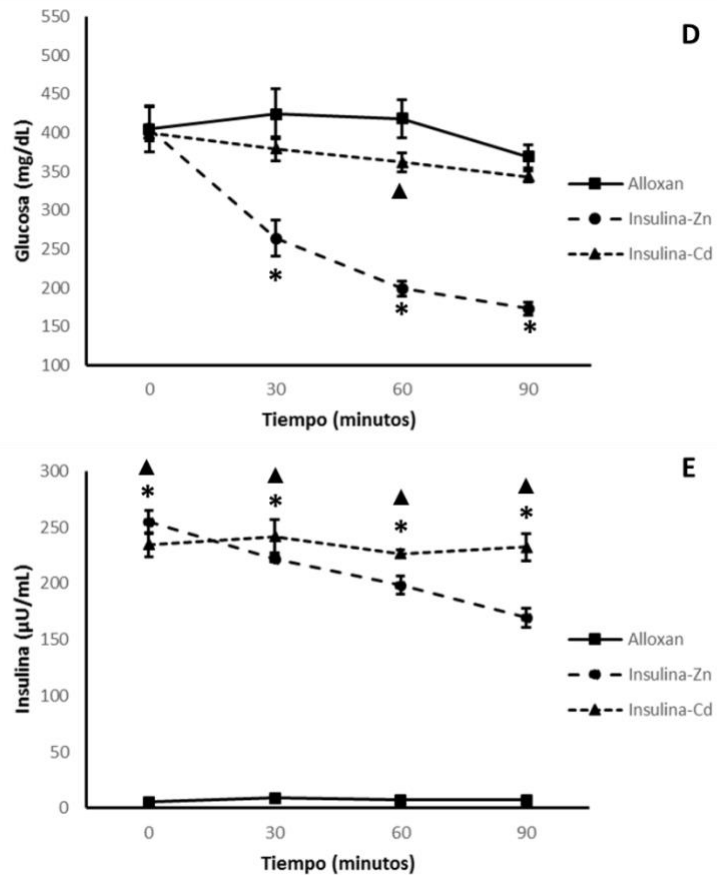 D
550
500
450
400
350
300
250
200
150
100
Glucosa (mg/dL)
* * *
0 30 60 90
Tiempo (minutos)
Alloxan
Insulina-Zn
Insulina-Cd
E
300
250
200
150
100
50
0
Insulina (µU/mL)
* * * *
0 30 60 90
Tiempo (minutos)
Alloxan
Insulina-Zn
Insulina-Cd